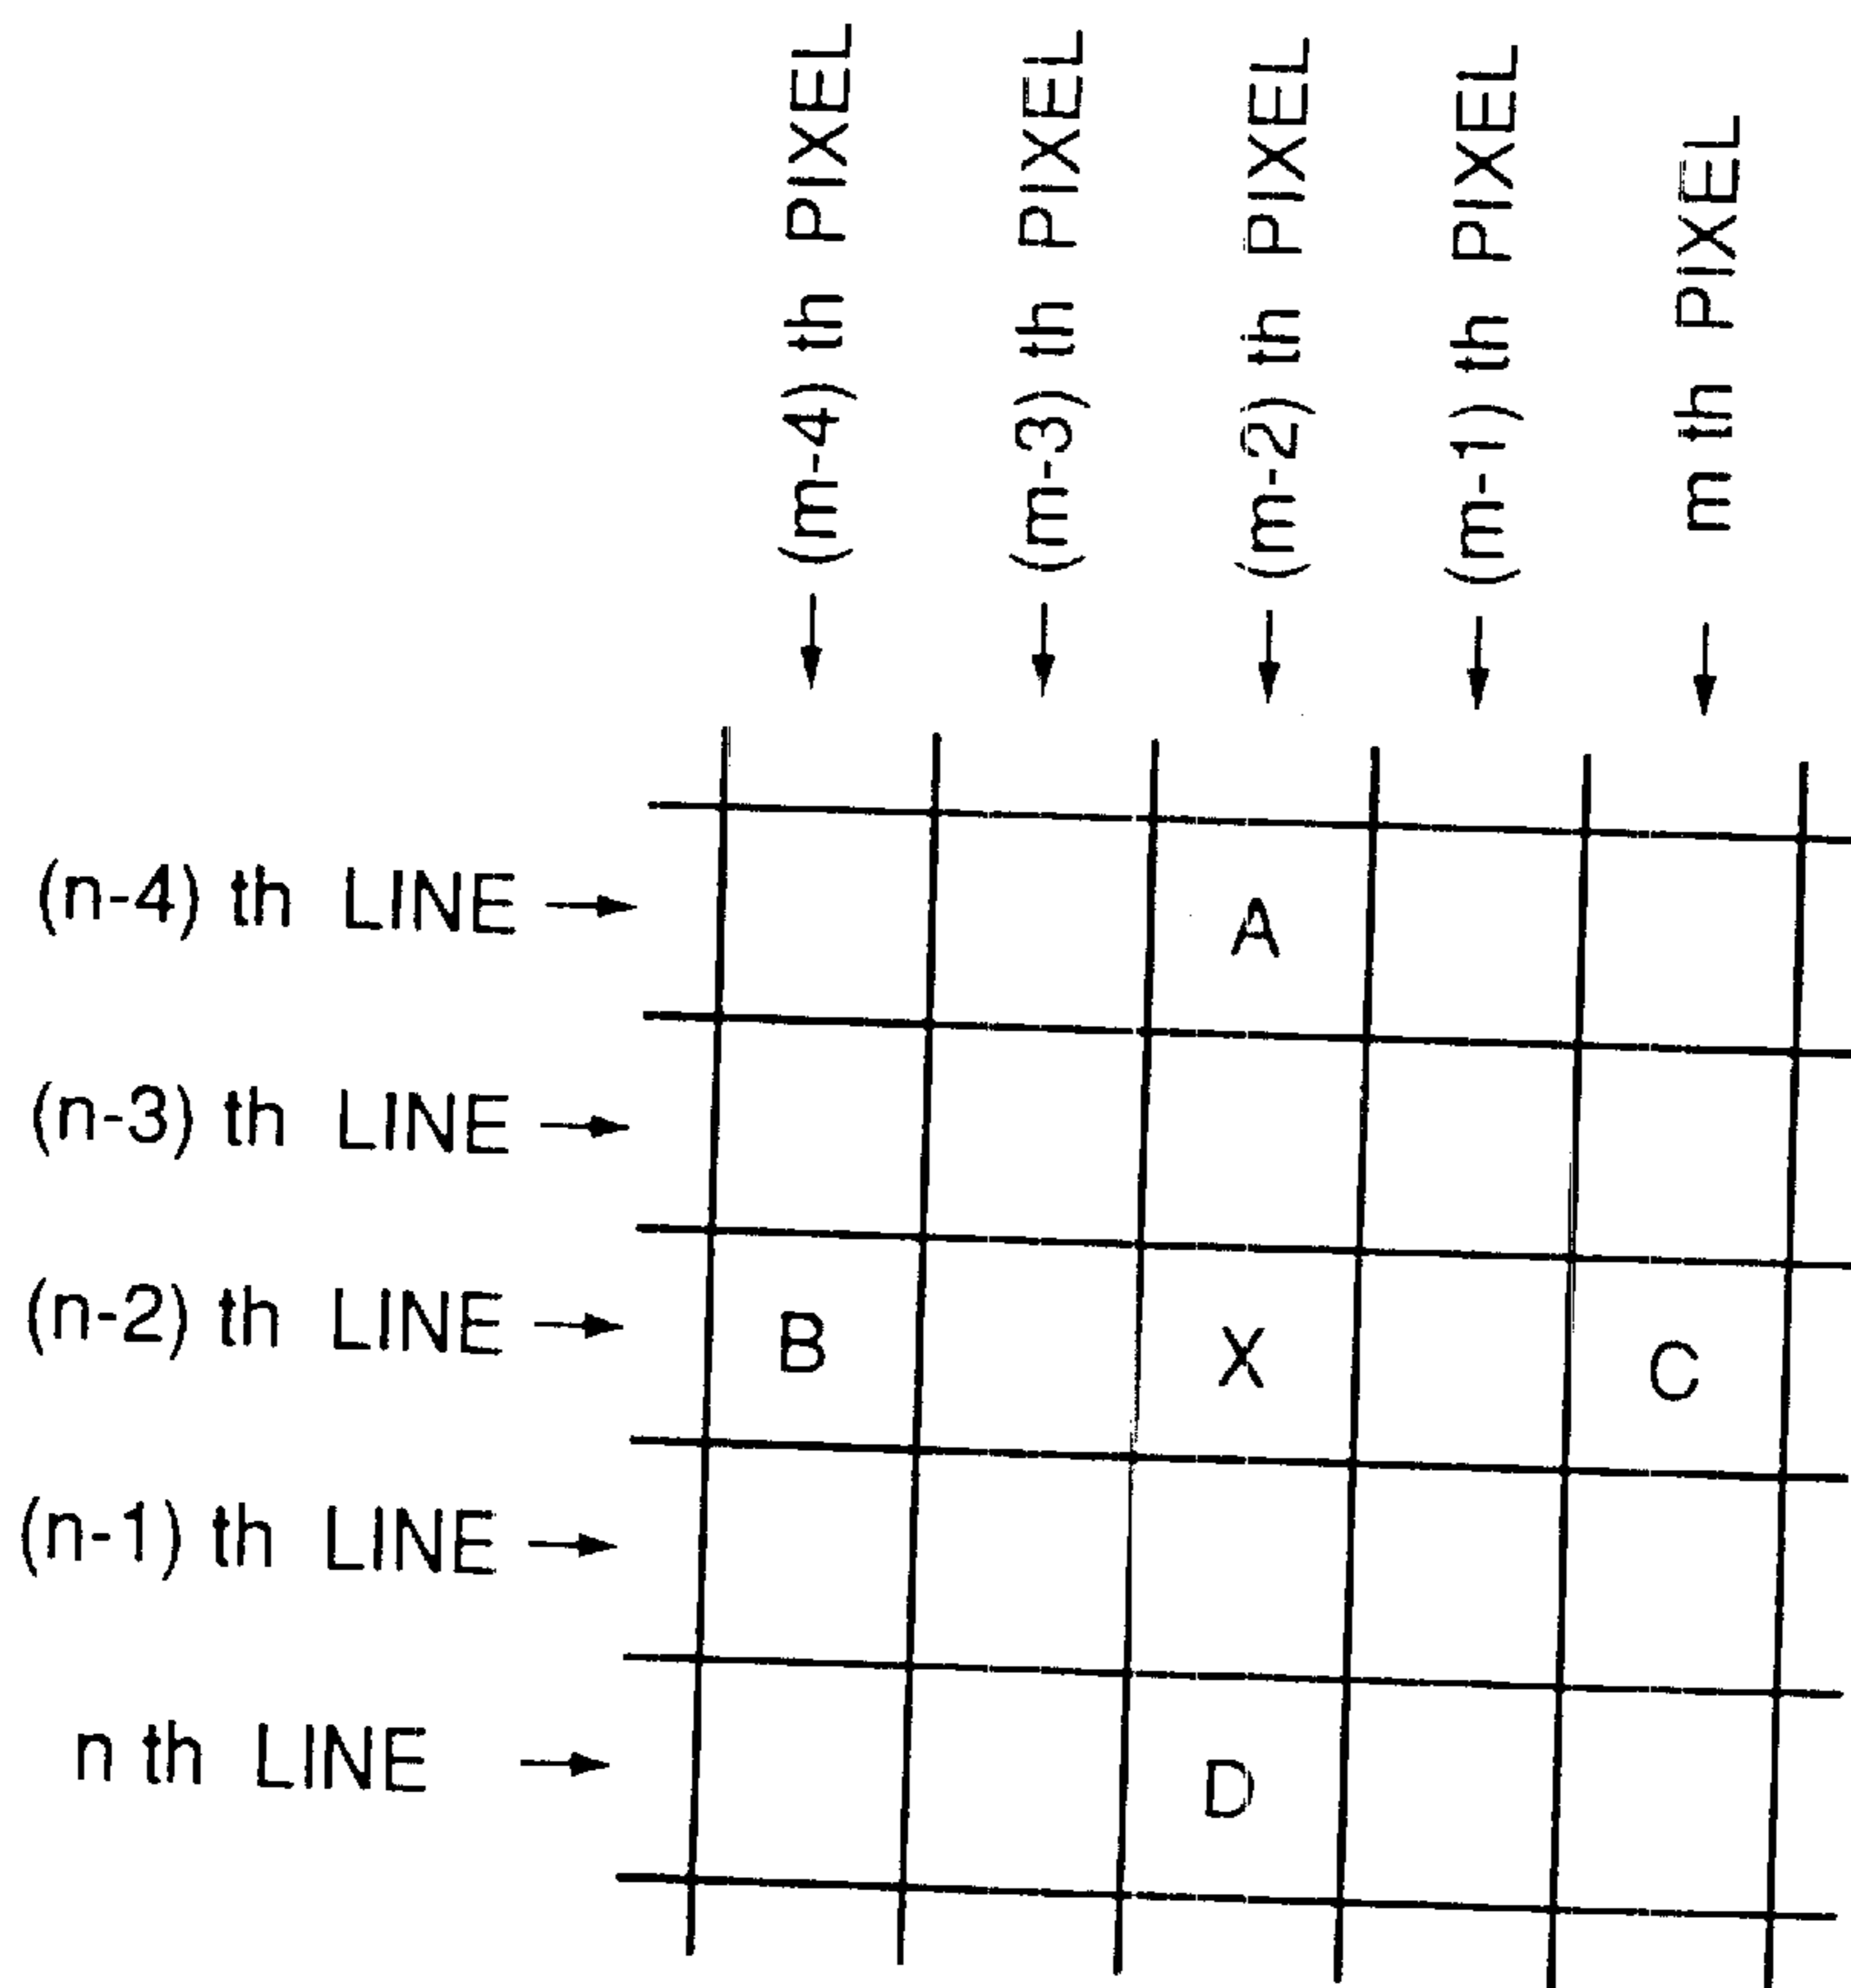 (m-4) th PIXEL
(m-3) th PIXEL
(m-2) th PIXEL
(m-1) th PIXEL
m th PIXEL
(n-4) th LINE
A
(n-3) th LINE
(n-2) th LINE
B X C
(n-1) th LINE
n th LINE
D